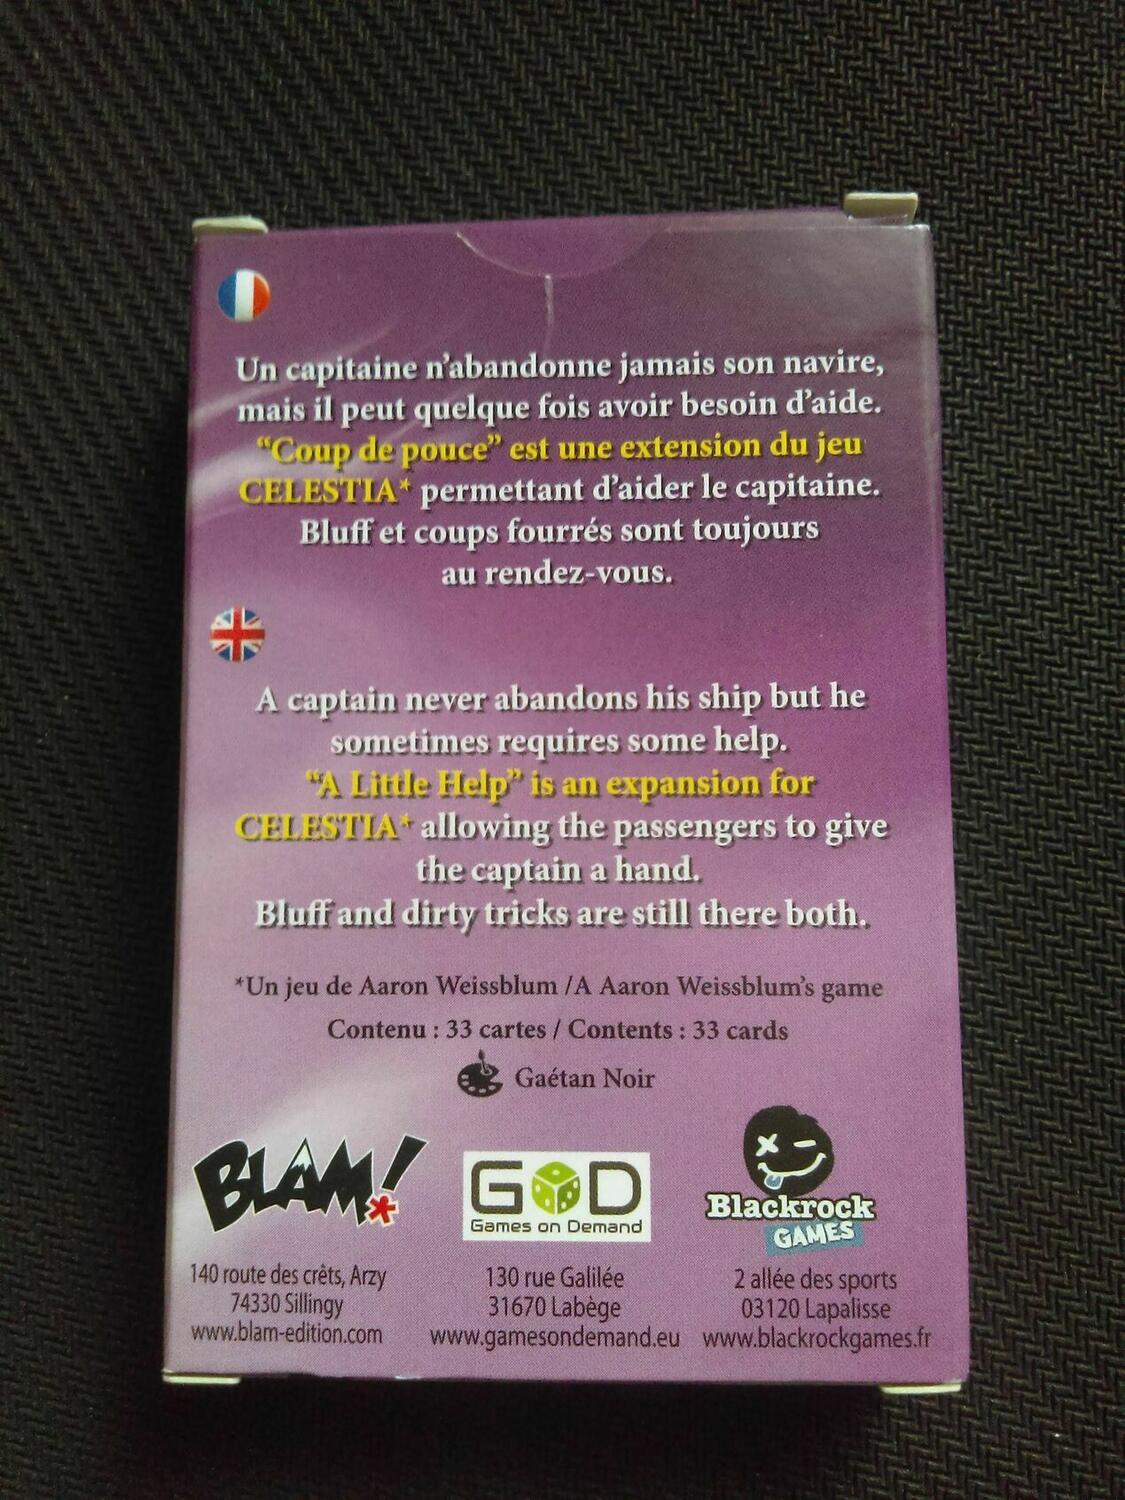 Un capitaine n’abandonne jamais son navire,
mais il peut quelque fois avoir besoin d’aide.
“Coup de pouce” est une extension du jeu
CELESTIA* permettant d’aider le capitaine.
Bluff et coups fourrés sont toujours
au rendez-vous.
A captain never abandons his ship but he
sometimes requires some help.
“A Little Help” is an expansion for
CELESTIA* allowing the passengers to give
the captain a hand.
Bluff and dirty tricks are still there both.
*Un jeu de Aaron Weissblum /A Aaron Weissblum’s game
Contenu : 33 cartes / Contents : 33 cards
Gaétan Noir
BLAM!
140 route des crêts, Arzy
74330 Sillingy
www.blam-edition.com
GOD
Games on Demand
130 rue Galilée
31670 Labège
www.gamesondemand.eu
Blackrock
GAMES
2 allée des sports
03120 Lapalisse
www.blackrockgames.fr